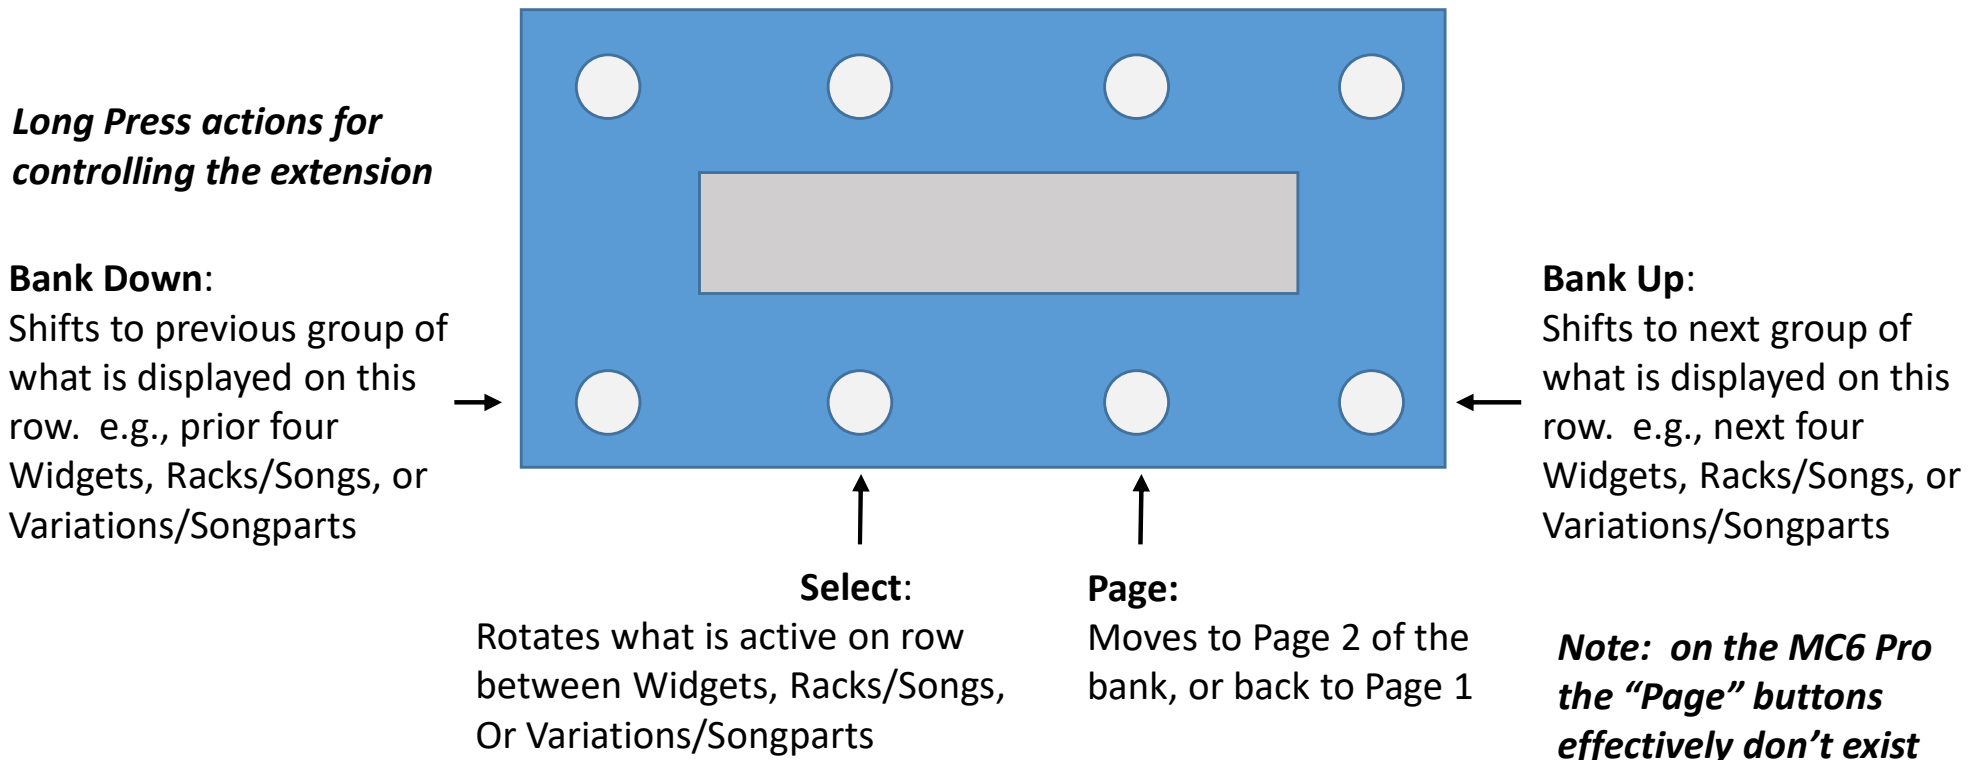 Long Press actions for
controlling the extension
Bank Down:
Shifts to previous group of
what is displayed on this
row.  e.g., prior four
Widgets, Racks/Songs, or
Variations/Songparts
Bank Up:
Shifts to next group of
what is displayed on this
row.  e.g., next four
Widgets, Racks/Songs, or
Variations/Songparts
Select:
Rotates what is active on row
between Widgets, Racks/Songs,
Or Variations/Songparts
Page:
Moves to Page 2 of the
bank, or back to Page 1
Note:  on the MC6 Pro
the “Page” buttons
effectively don’t exist